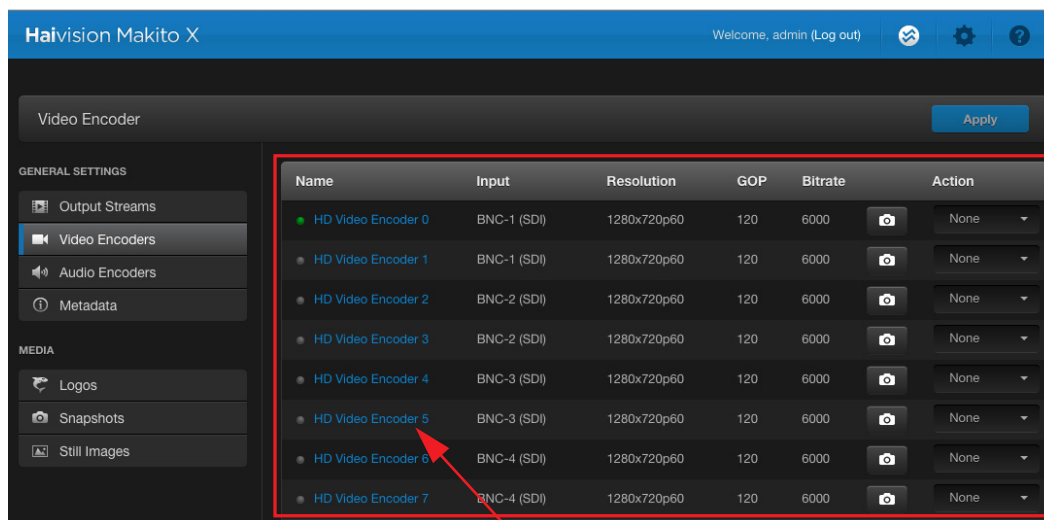 Haivision Makito X
Welcome, admin (Log out)
Video Encoder
Apply
GENERAL SETTINGS
Output Streams
Video Encoders
Audio Encoders
Metadata
MEDIA
Logos
Snapshots
Still Images
Name Input Resolution GOP Bitrate Action
HD Video Encoder 0 BNC-1 (SDI) 1280x720p60 120 6000 None
HD Video Encoder 1 BNC-1 (SDI) 1280x720p60 120 6000 None
HD Video Encoder 2 BNC-2 (SDI) 1280x720p60 120 6000 None
HD Video Encoder 3 BNC-2 (SDI) 1280x720p60 120 6000 None
HD Video Encoder 4 BNC-3 (SDI) 1280x720p60 120 6000 None
HD Video Encoder 5 BNC-3 (SDI) 1280x720p60 120 6000 None
HD Video Encoder 6 BNC-4 (SDI) 1280x720p60 120 6000 None
HD Video Encoder 7 BNC-4 (SDI) 1280x720p60 120 6000 None